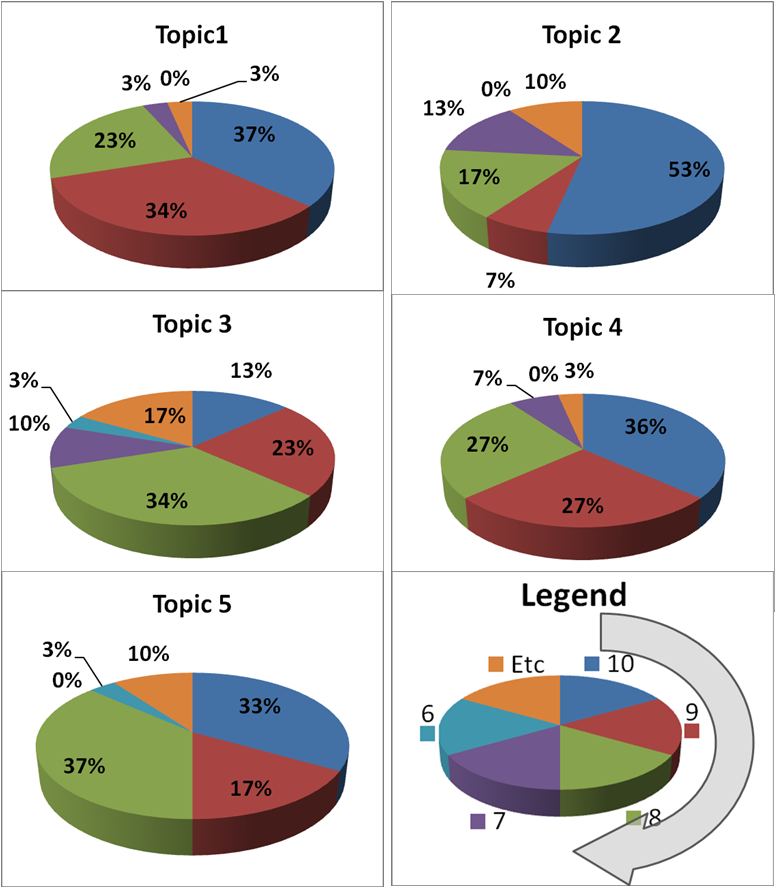 Topic1
3% 0% 3%
23% 37%
34%
Topic 2
0% 10%
13%
17% 53%
7%
Topic 3
3% 13%
17%
10% 23%
34%
Topic 4
7% 0% 3%
27% 36%
27%
Topic 5
3% 10%
0% 33%
37% 17%
Legend
Etc 10
6 9
7 8